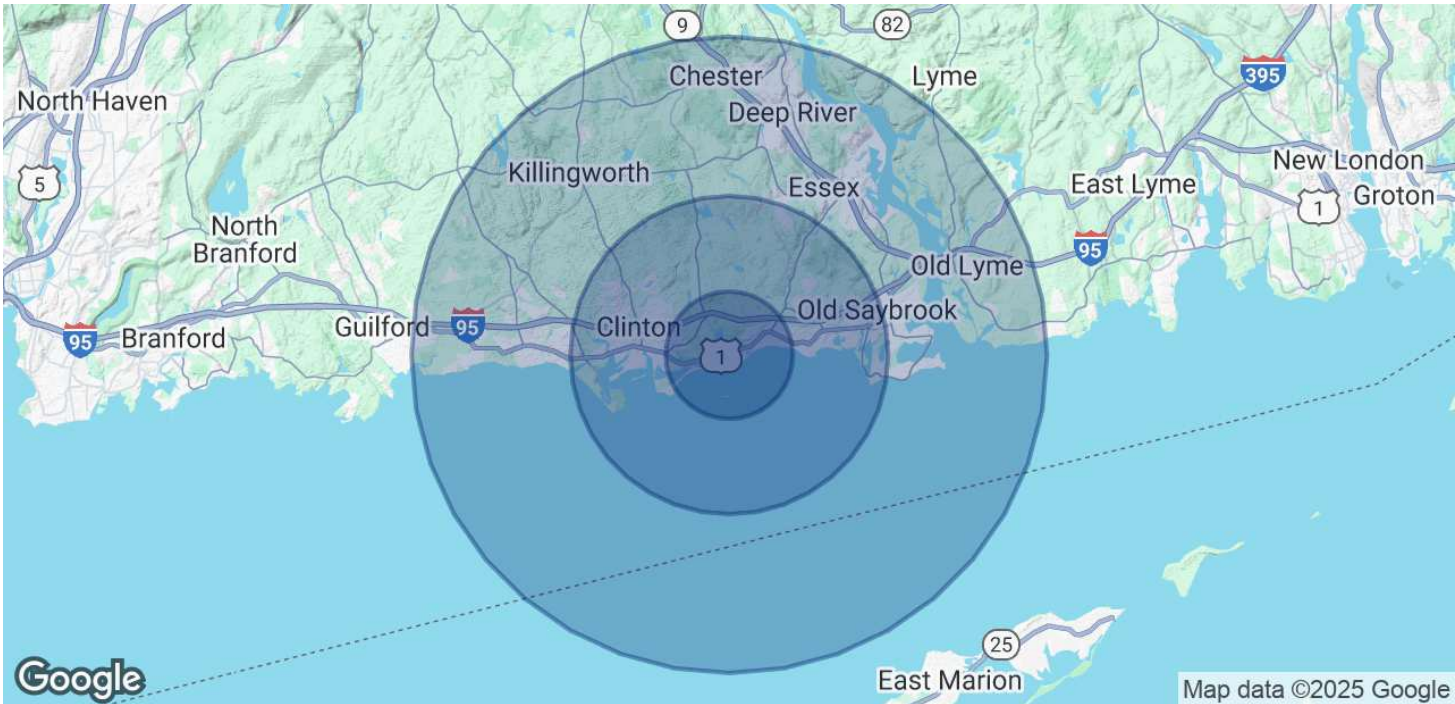 9
82
Chester
Lyme
395
North Haven
Deep River
Killingworth
New London
5
Essex
East Lyme
1
Groton
North
Branford
95
Old Lyme
Old Saybrook
Guilford
95
Clinton
95
Branford
1
25
East Marion
Google
Map data ©2025 Google